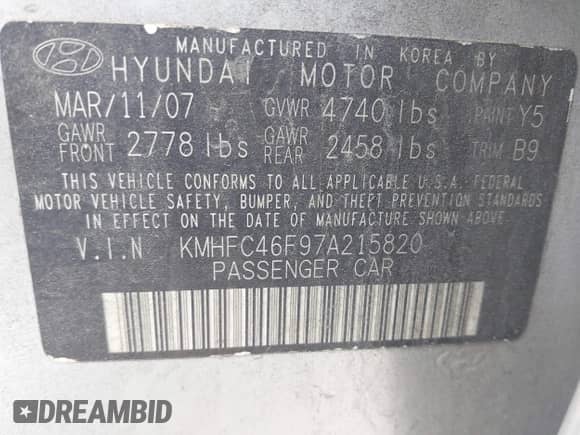 MANUFACTURED IN KOREA BY
HYUNDAI MOTOR COMPANY
MAR/11/07 GVWR 4740 lbs PAINT Y5
GAWR FRONT 2778 lbs GAWR REAR 2458 lbs TRIM B9
THIS VEHICLE CONFORMS TO ALL APPLICABLE U.S.A. FEDERAL
MOTOR VEHICLE SAFETY, BUMPER, AND THEFT PREVENTION STANDARDS
IN EFFECT ON THE DATE OF MANUFACTURE SHOWN ABOVE
V.I.N KMHFC46F97A215820
PASSENGER CAR
DREAMBID